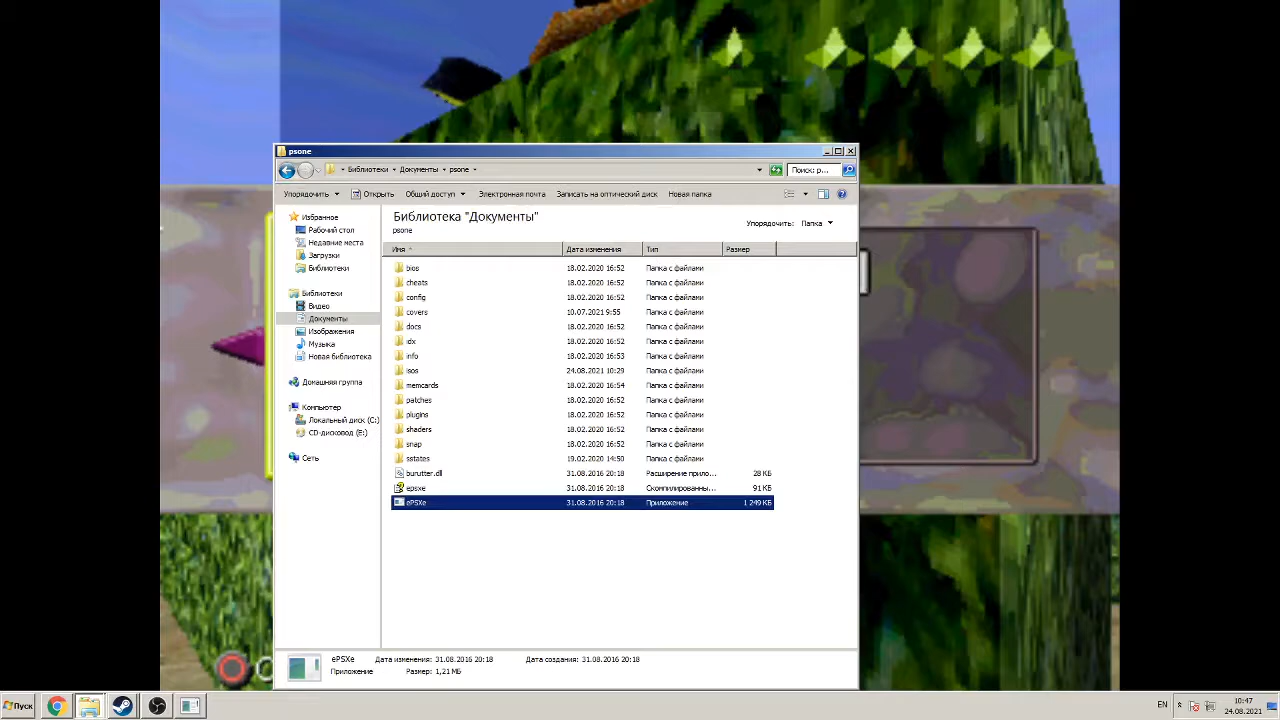 psone
Библиотеки Документы psone
Поиск: p...
Упорядочить Открыть Общий доступ Электронная почта Записать на оптический диск Новая папка
Избранное
Рабочий стол
Недавние места
Загрузки
Библиотеки
Библиотеки
Видео
Документы
Изображения
Музыка
Новая библиотека
Домашняя группа
Компьютер
Локальный диск (C:)
CD-дисковод (E:)
Сеть
Библиотека "Документы"
psone
Упорядочить: Папка
Имя Дата изменения Тип Размер
bios 18.02.2020 16:52 Папка с файлами
cheats 18.02.2020 16:52 Папка с файлами
config 18.02.2020 16:52 Папка с файлами
covers 10.07.2021 9:55 Папка с файлами
docs 18.02.2020 16:52 Папка с файлами
idx 18.02.2020 16:52 Папка с файлами
info 18.02.2020 16:53 Папка с файлами
isos 24.08.2021 10:29 Папка с файлами
memcards 18.02.2020 16:54 Папка с файлами
patches 18.02.2020 16:52 Папка с файлами
plugins 18.02.2020 16:52 Папка с файлами
shaders 18.02.2020 16:52 Папка с файлами
snap 18.02.2020 16:52 Папка с файлами
sstates 19.02.2020 14:50 Папка с файлами
burutter.dll 31.08.2016 20:18 Расширение прило... 28 КБ
epsxe 31.08.2016 20:18 Скомпилированны... 91 КБ
ePSXe 31.08.2016 20:18 Приложение 1 249 КБ
ePSXe Дата изменения: 31.08.2016 20:18 Дата создания: 31.08.2016 20:18
Приложение Размер: 1,21 МБ
Пуск
EN
10:47
24.08.2021